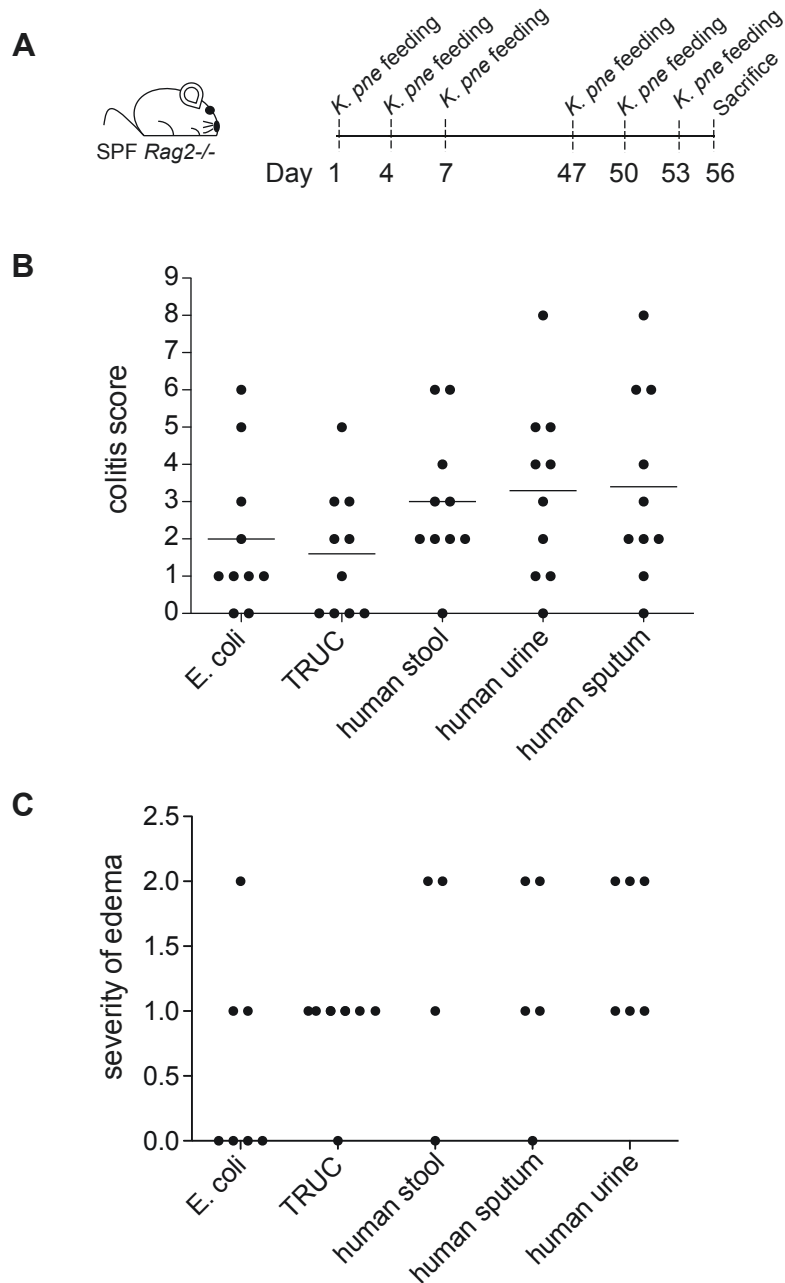 A
K. pne feeding
K. pne feeding
K. pne feeding
K. pne feeding
K. pne feeding
K. pne feeding
Sacrifice
SPF Rag2-/-
Day 1 4 7 47 50 53 56
B
colitis score
9
8
7
6
5
4
3
2
1
0
E. coli
TRUC
human stool
human urine
human sputum
C
severity of edema
2.5
2.0
1.5
1.0
0.5
0.0
E. coli
TRUC
human stool
human sputum
human urine